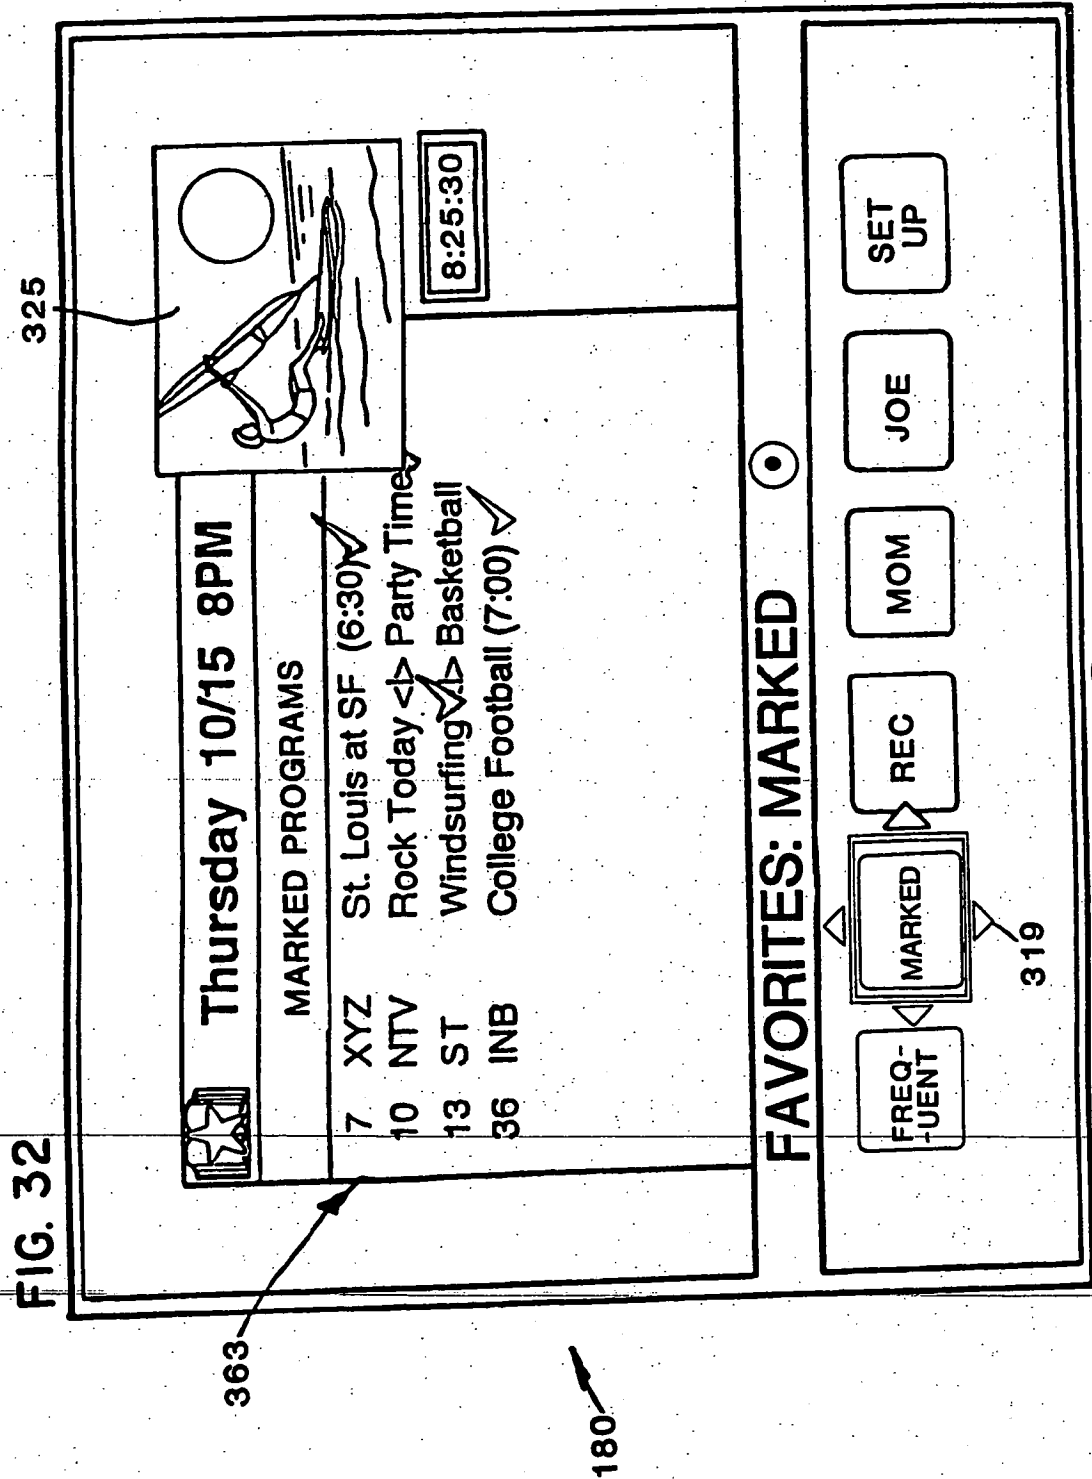 FIG. 32
325
363
180
Thursday 10/15 8PM
MARKED PROGRAMS
7 XYZ St. Louis at SF (6:30)
10 NTV Rock Today <|> Party Time
13 ST Windsurfing <|> Basketball
36 INB College Football (7:00)
8:25:30
FAVORITES: MARKED
FREQ-
-UENT
MARKED
REC
MOM
JOE
SET
UP
319